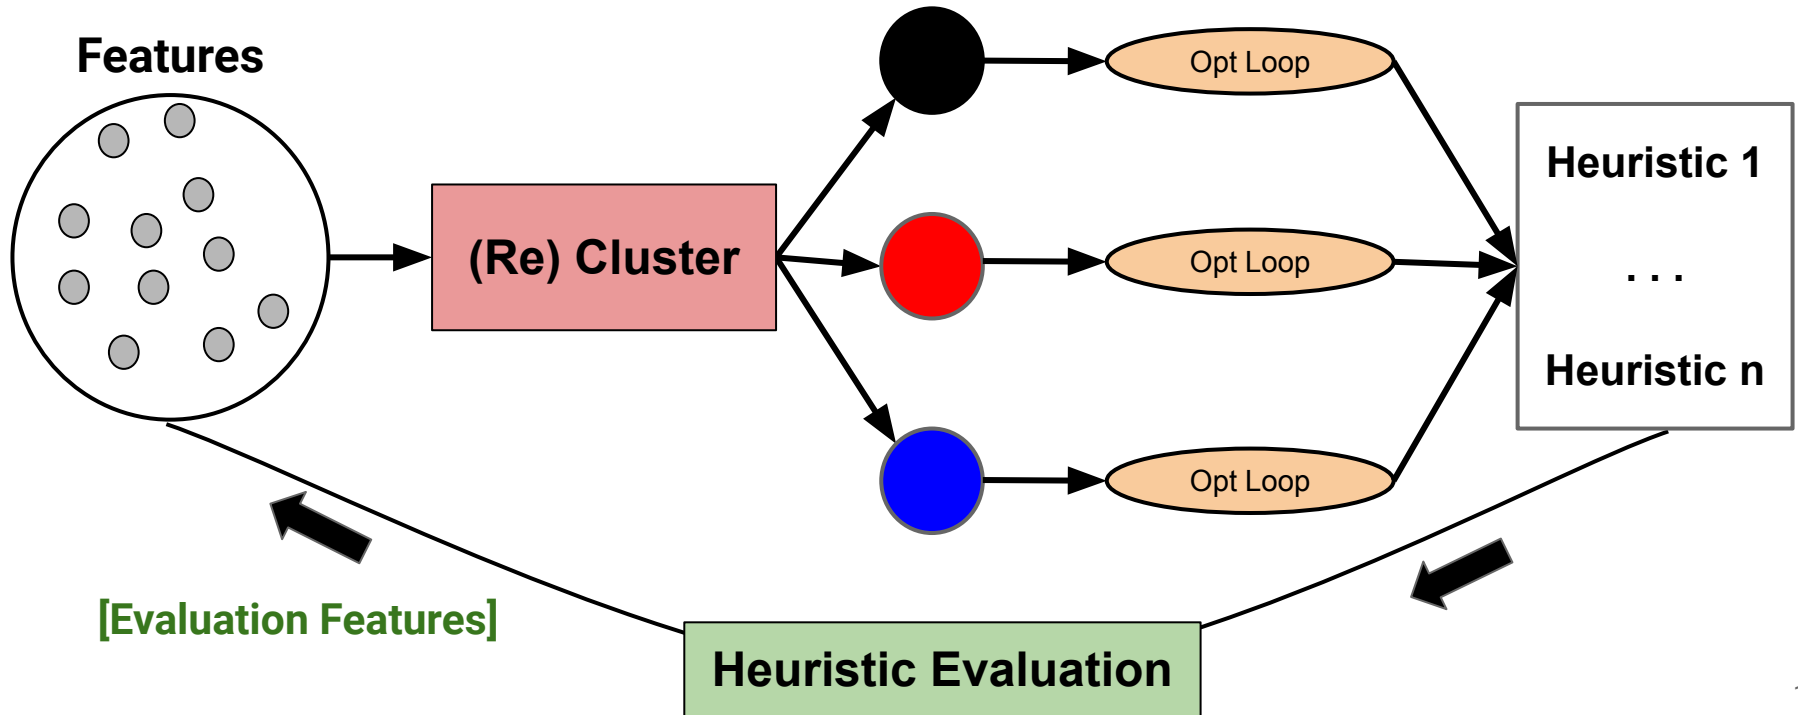 Features
Opt Loop
(Re) Cluster
Opt Loop
Opt Loop
Heuristic 1
. . .
Heuristic n
[Evaluation Features]
Heuristic Evaluation